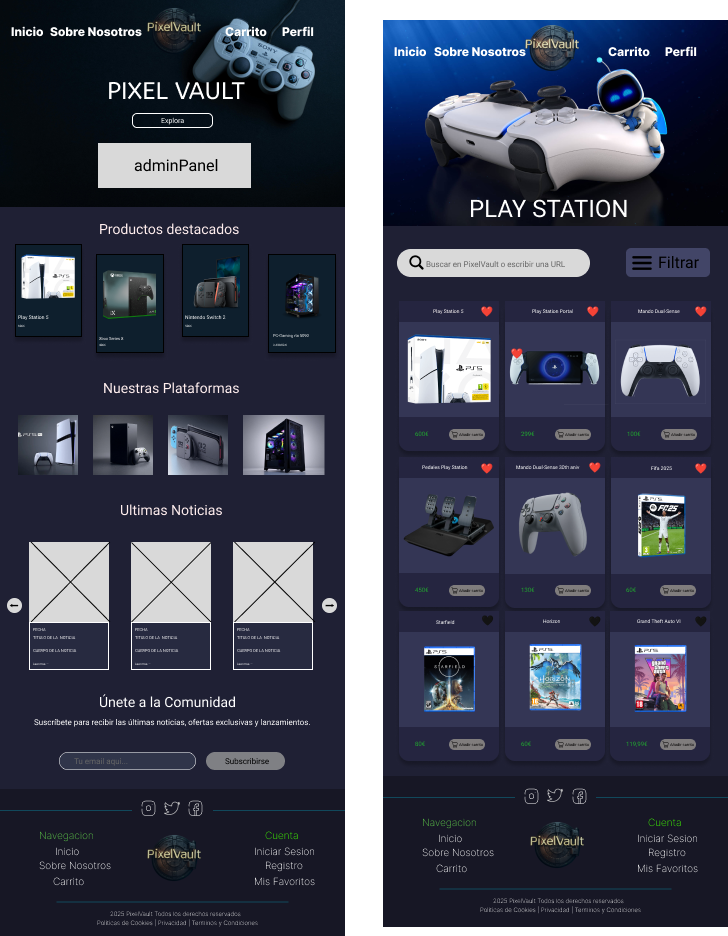 Inicio Sobre Nosotros PixelVault Carrito Perfil
PIXEL VAULT
Explora
adminPanel
Productos destacados
Play Station 5
Xbox Series X
Nintendo Switch 2
PC-Gaming rtx 5090
Nuestras Plataformas
Ultimas Noticias
FECHA
TITULO DE LA NOTICIA
CUERPO DE LA NOTICIA
FECHA
TITULO DE LA NOTICIA
CUERPO DE LA NOTICIA
FECHA
TITULO DE LA NOTICIA
CUERPO DE LA NOTICIA
Únete a la Comunidad
Suscríbete para recibir las últimas noticias, ofertas exclusivas y lanzamientos.
Tu email aqui...
Subscribirse
Navegacion
Inicio
Sobre Nosotros
Carrito
PixelVault
Cuenta
Iniciar Sesion
Registro
Mis Favoritos
2025 PixelVault Todos los derechos reservados
Politicas de Cookies | Privacidad | Terminos y Condiciones
Inicio Sobre Nosotros PixelVault Carrito Perfil
PLAY STATION
Buscar en PixelVault o escribir una URL
Filtrar
Play Station 5
600€
Añadir carrito
Play Station Portal
299€
Añadir carrito
Mando Dual-Sense
100€
Añadir carrito
Pedales Play Station
450€
Añadir carrito
Mando Dual-Sense 30th aniv
130€
Añadir carrito
Fifa 2025
PS5
FC25
60€
Añadir carrito
Starfield
PS5
STARFIELD
80€
Añadir carrito
Horizon
PS5
HORIZON
60€
Añadir carrito
Grand Theft Auto VI
PS5
119,99€
Añadir carrito
Navegacion
Inicio
Sobre Nosotros
Carrito
PixelVault
Cuenta
Iniciar Sesion
Registro
Mis Favoritos
2025 PixelVault Todos los derechos reservados
Politicas de Cookies | Privacidad | Terminos y Condiciones